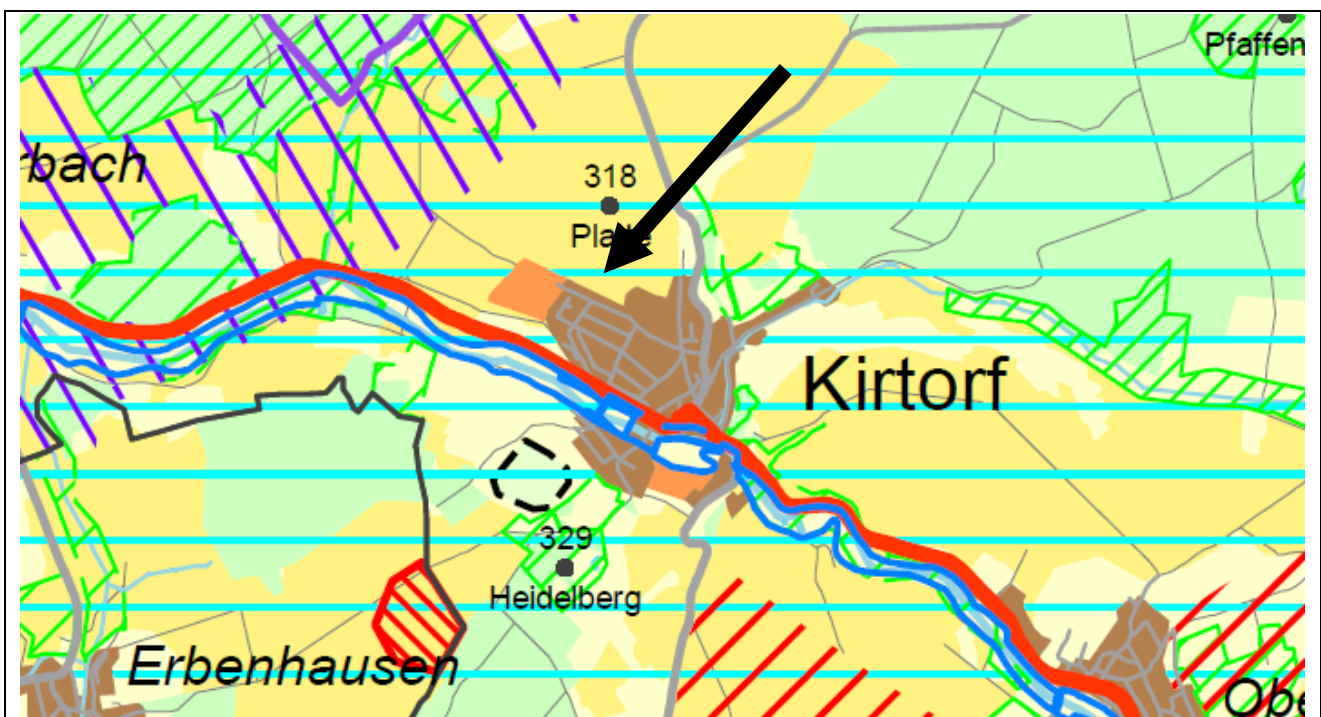 Pfaffen
rbach
318
Kirtorf
329
Heidelberg
Erbenhausen
Obe